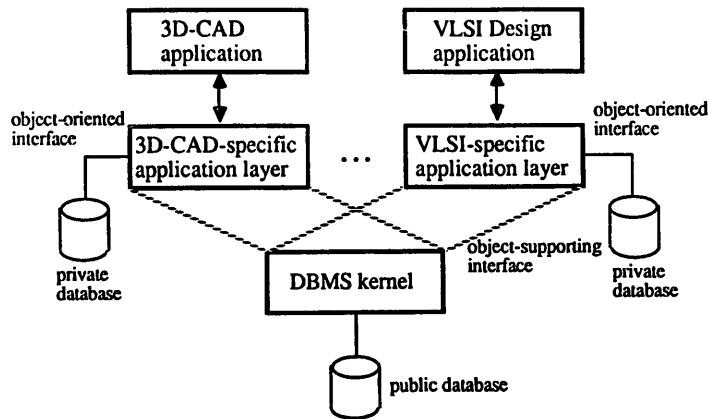 3D-CAD
application
VLSI Design
application
object-oriented
interface
object-oriented
interface
3D-CAD-specific
application layer
...
VLSI-specific
application layer
object-supporting
interface
private
database
DBMS kernel
private
database
public database